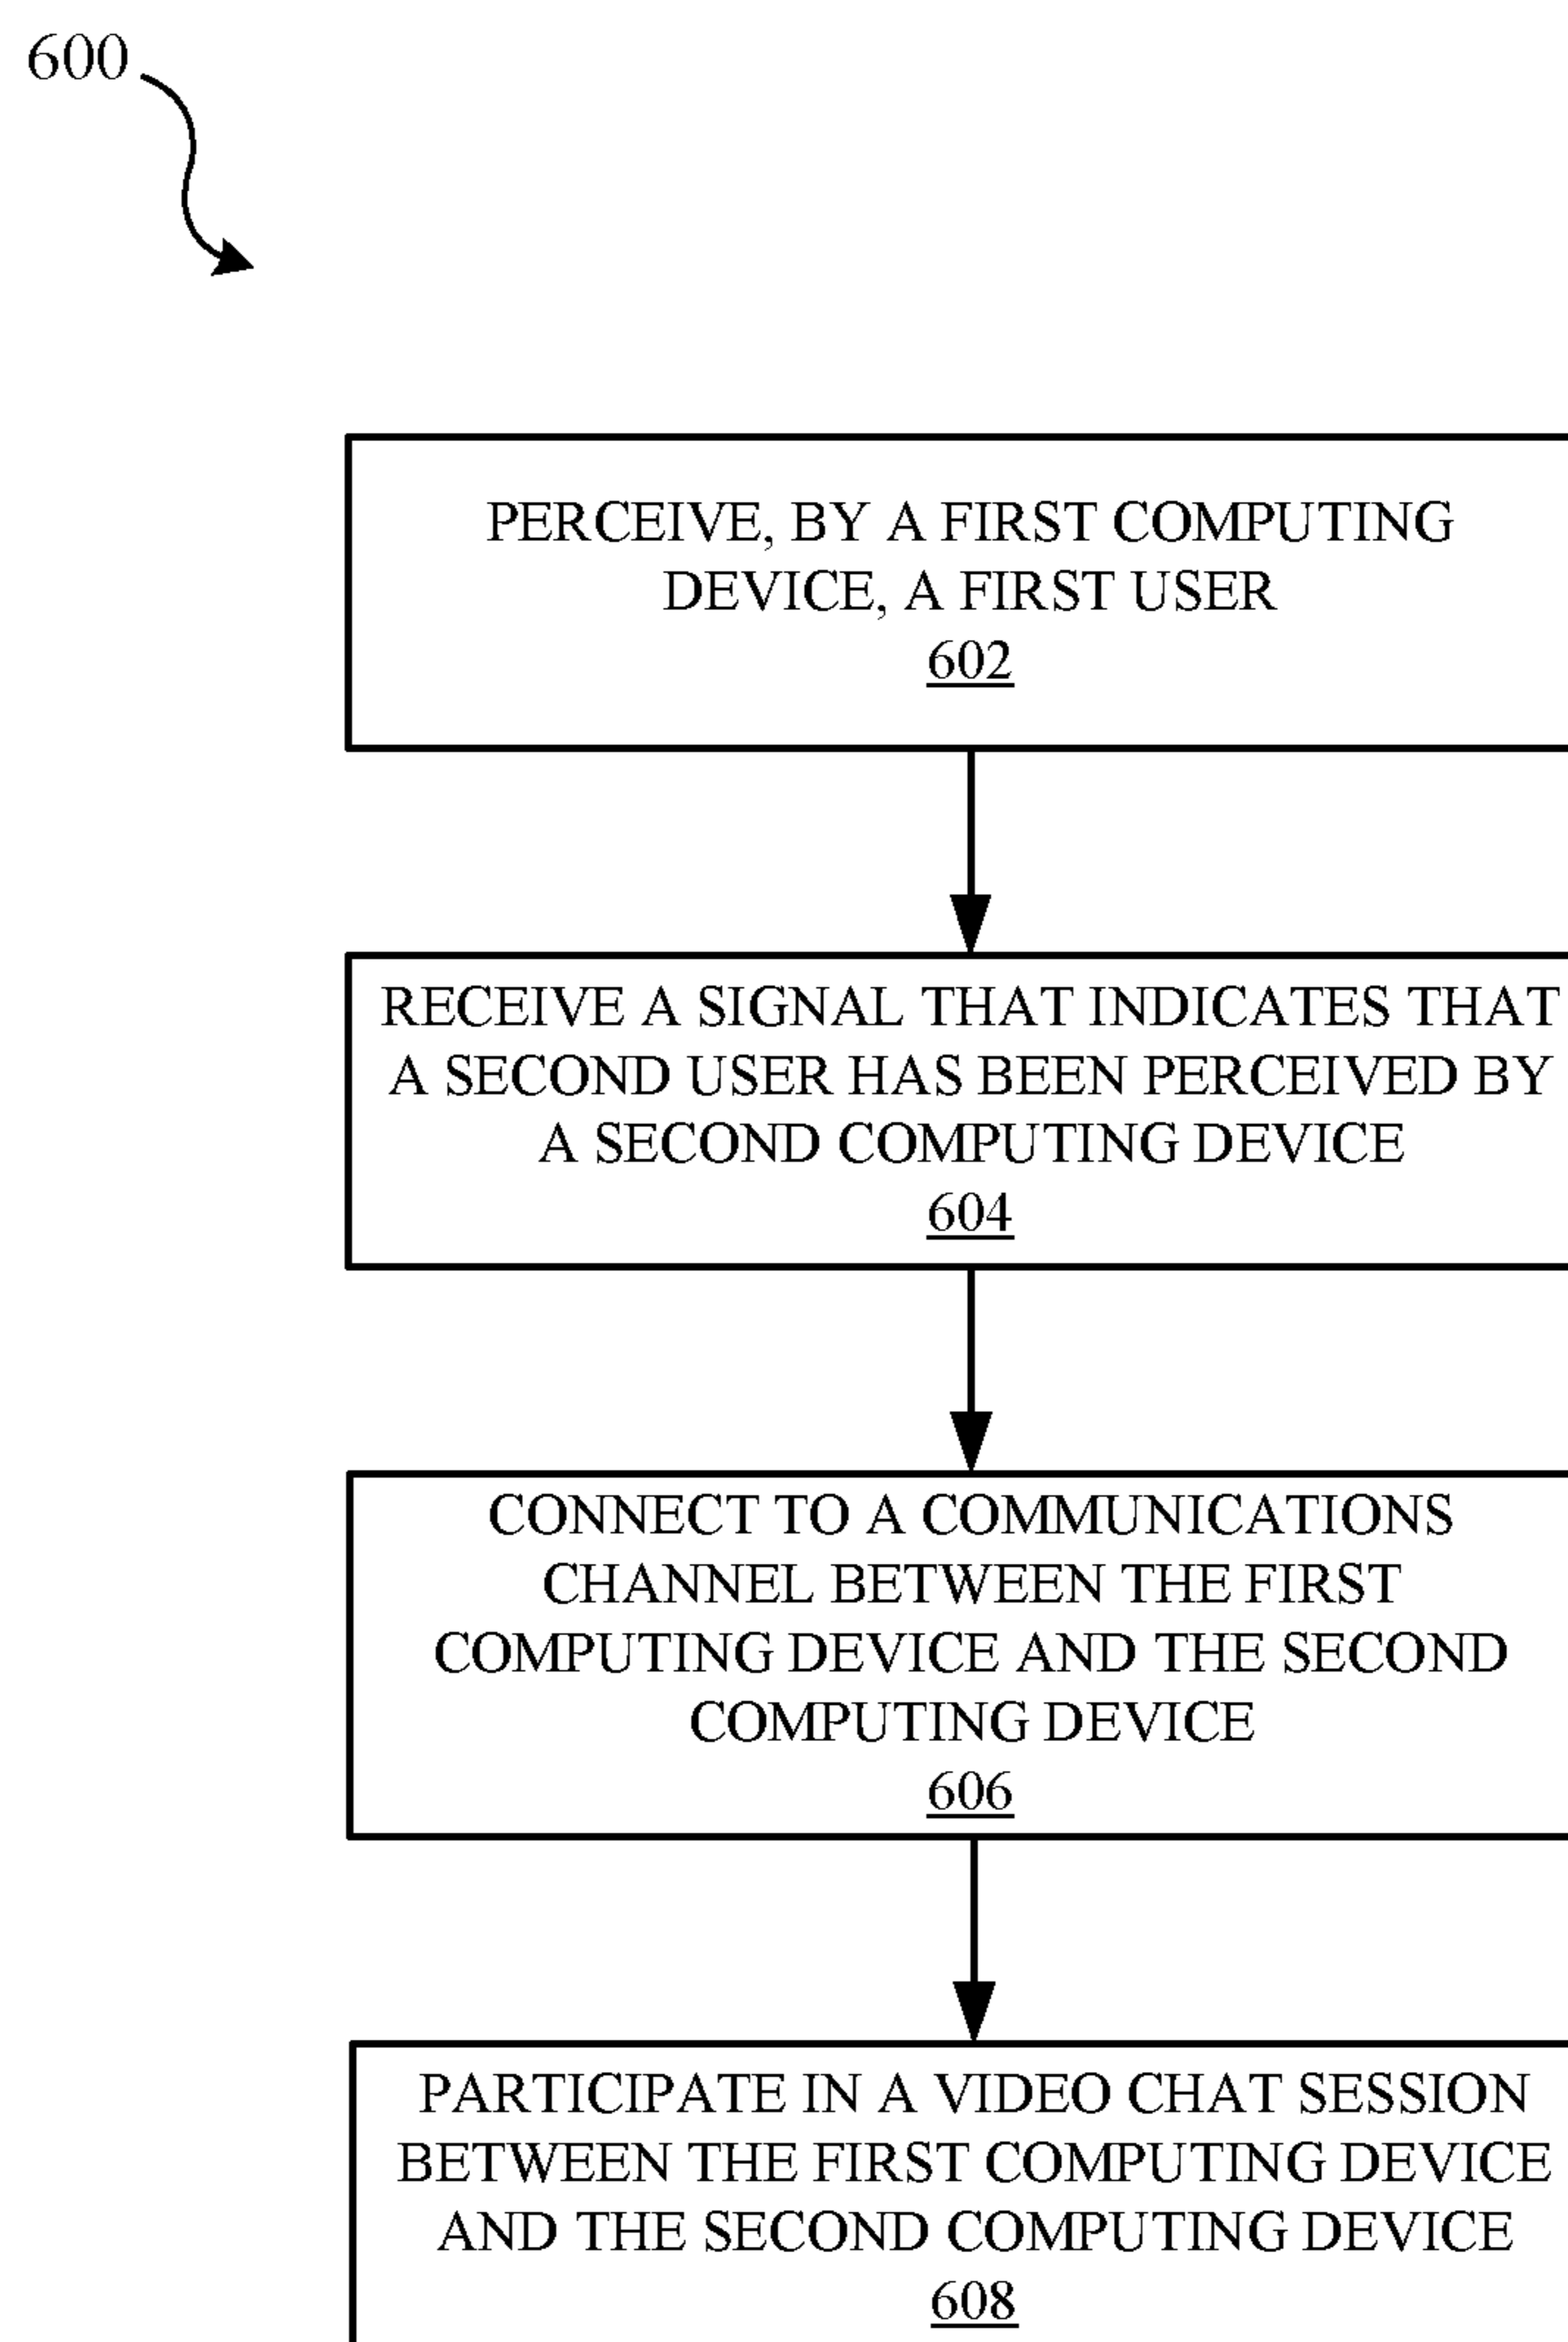 600
PERCEIVE, BY A FIRST COMPUTING
DEVICE, A FIRST USER
602
RECEIVE A SIGNAL THAT INDICATES THAT
A SECOND USER HAS BEEN PERCEIVED BY
A SECOND COMPUTING DEVICE
604
CONNECT TO A COMMUNICATIONS
CHANNEL BETWEEN THE FIRST
COMPUTING DEVICE AND THE SECOND
COMPUTING DEVICE
606
PARTICIPATE IN A VIDEO CHAT SESSION
BETWEEN THE FIRST COMPUTING DEVICE
AND THE SECOND COMPUTING DEVICE
608